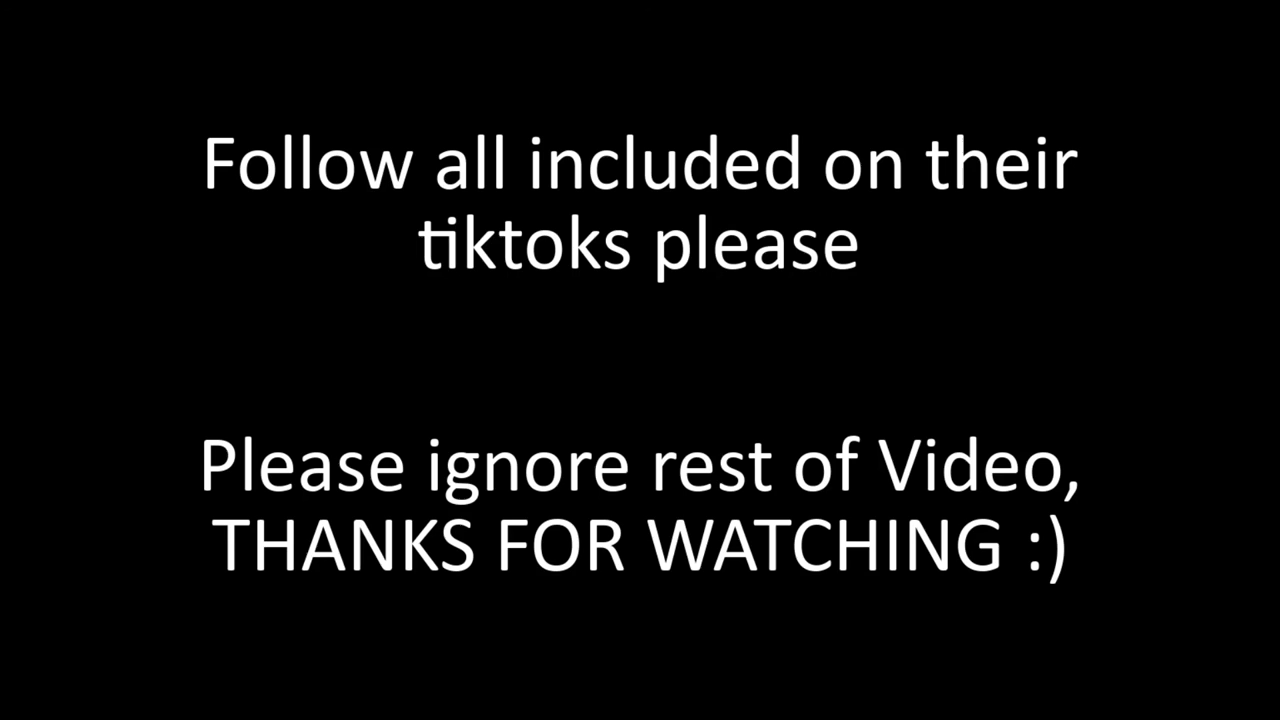 Follow all included on their
tiktoks please
Please ignore rest of Video,
THANKS FOR WATCHING :)